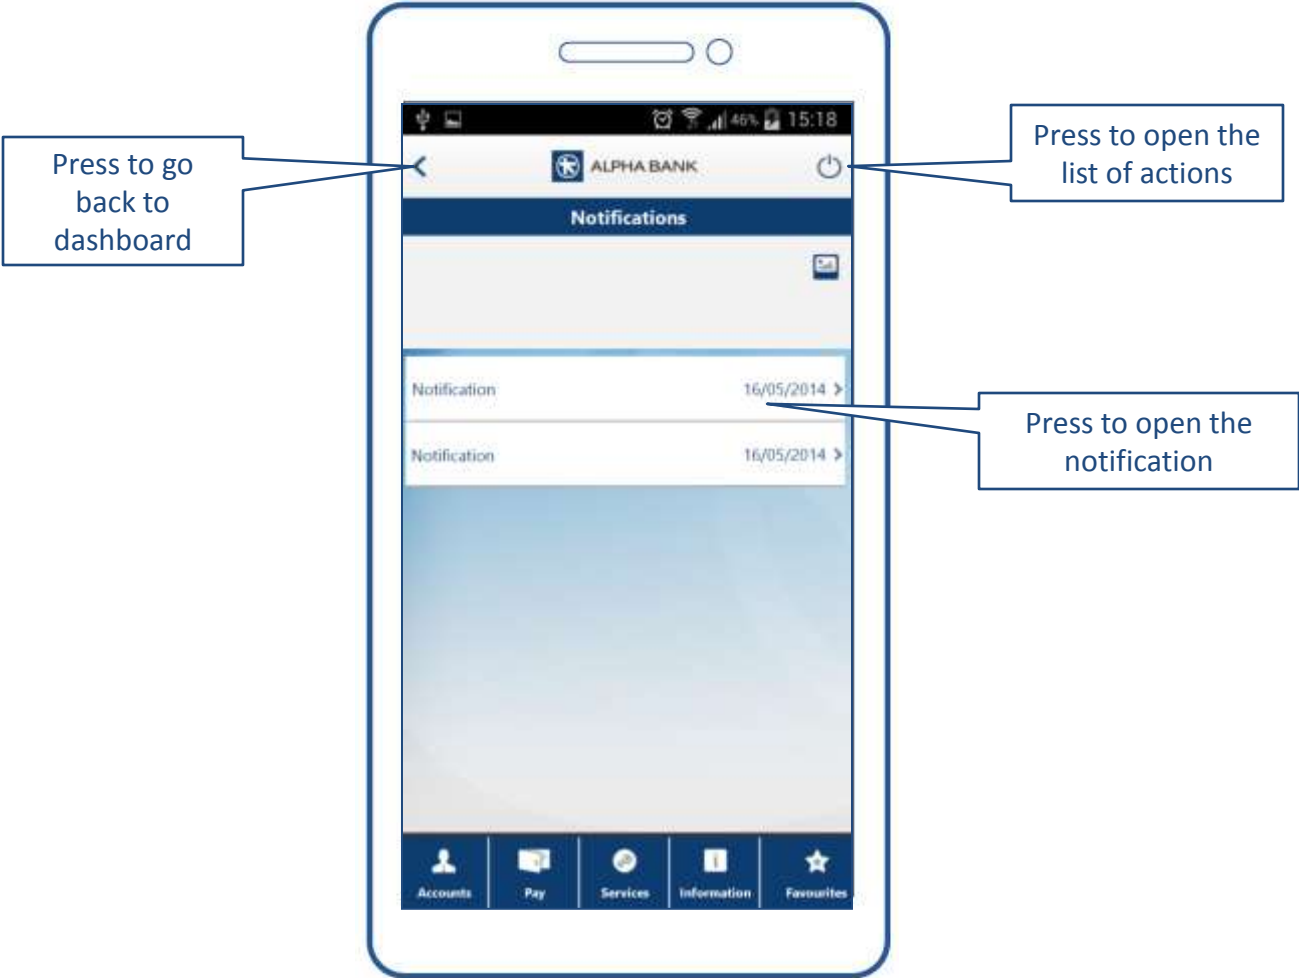 46% 15:18
ALPHA BANK
Notifications
Notification 16/05/2014
Notification 16/05/2014
Accounts Pay Services Information Favourites
Press to go
back to
dashboard
Press to open the
list of actions
Press to open the
notification